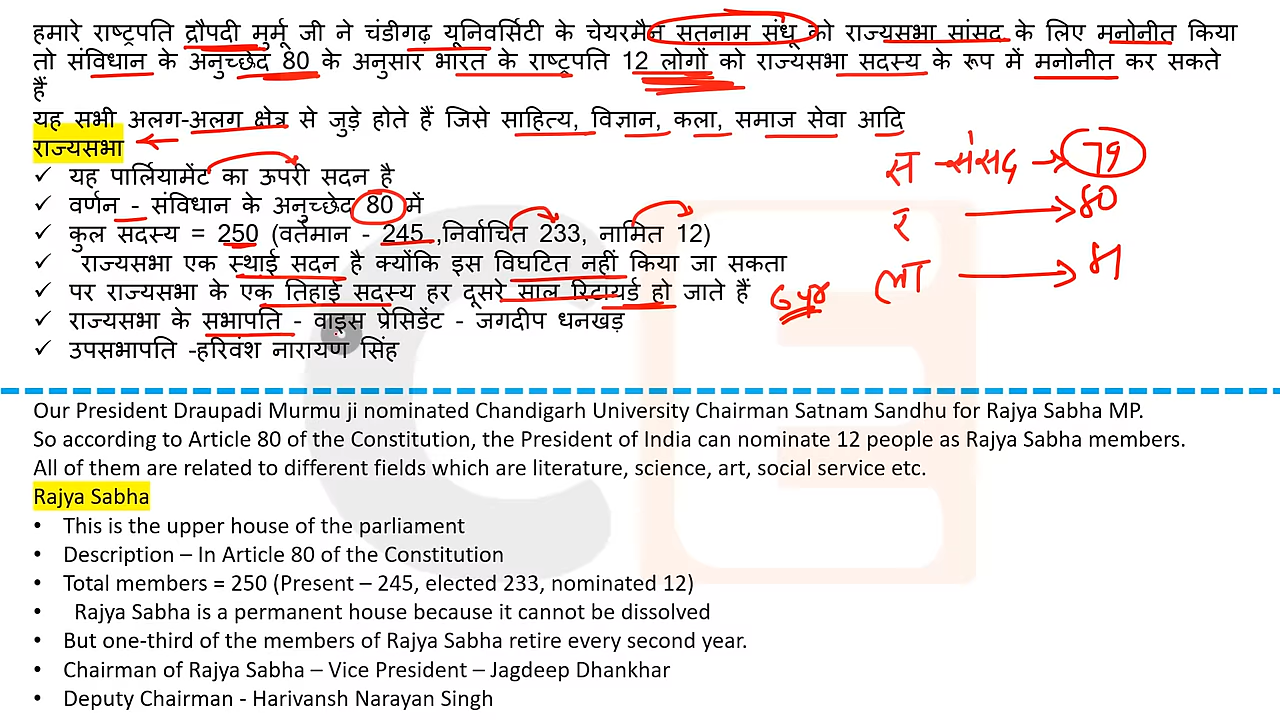 हमारे राष्ट्रपति द्रौपदी मुर्मू जी ने चंडीगढ़ यूनिवर्सिटी के चेयरमैन सतनाम संधू को राज्यसभा सांसद के लिए मनोनीत किया
तो संविधान के अनुच्छेद 80 के अनुसार भारत के राष्ट्रपति 12 लोगों को राज्यसभा सदस्य के रूप में मनोनीत कर सकते
हैं
यह सभी अलग-अलग क्षेत्र से जुड़े होते हैं जिसे साहित्य, विज्ञान, कला, समाज सेवा आदि
राज्यसभा
✓ यह पार्लियामेंट का ऊपरी सदन है
✓ वर्णन - संविधान के अनुच्छेद 80 में
✓ कुल सदस्य = 250 (वर्तमान - 245 ,निर्वाचित 233, नामित 12)
✓ राज्यसभा एक स्थाई सदन है क्योंकि इस विघटित नहीं किया जा सकता
✓ पर राज्यसभा के एक तिहाई सदस्य हर दूसरे साल रिटायर्ड हो जाते हैं
✓ राज्यसभा के सभापति - वाइस प्रेसिडेंट - जगदीप धनखड़
✓ उपसभापति -हरिवंश नारायण सिंह
स संसद → 79
र → 80
लो → 81
6 yr
Our President Draupadi Murmu ji nominated Chandigarh University Chairman Satnam Sandhu for Rajya Sabha MP.
So according to Article 80 of the Constitution, the President of India can nominate 12 people as Rajya Sabha members.
All of them are related to different fields which are literature, science, art, social service etc.
Rajya Sabha
• This is the upper house of the parliament
• Description – In Article 80 of the Constitution
• Total members = 250 (Present – 245, elected 233, nominated 12)
• Rajya Sabha is a permanent house because it cannot be dissolved
• But one-third of the members of Rajya Sabha retire every second year.
• Chairman of Rajya Sabha – Vice President – Jagdeep Dhankhar
• Deputy Chairman - Harivansh Narayan Singh